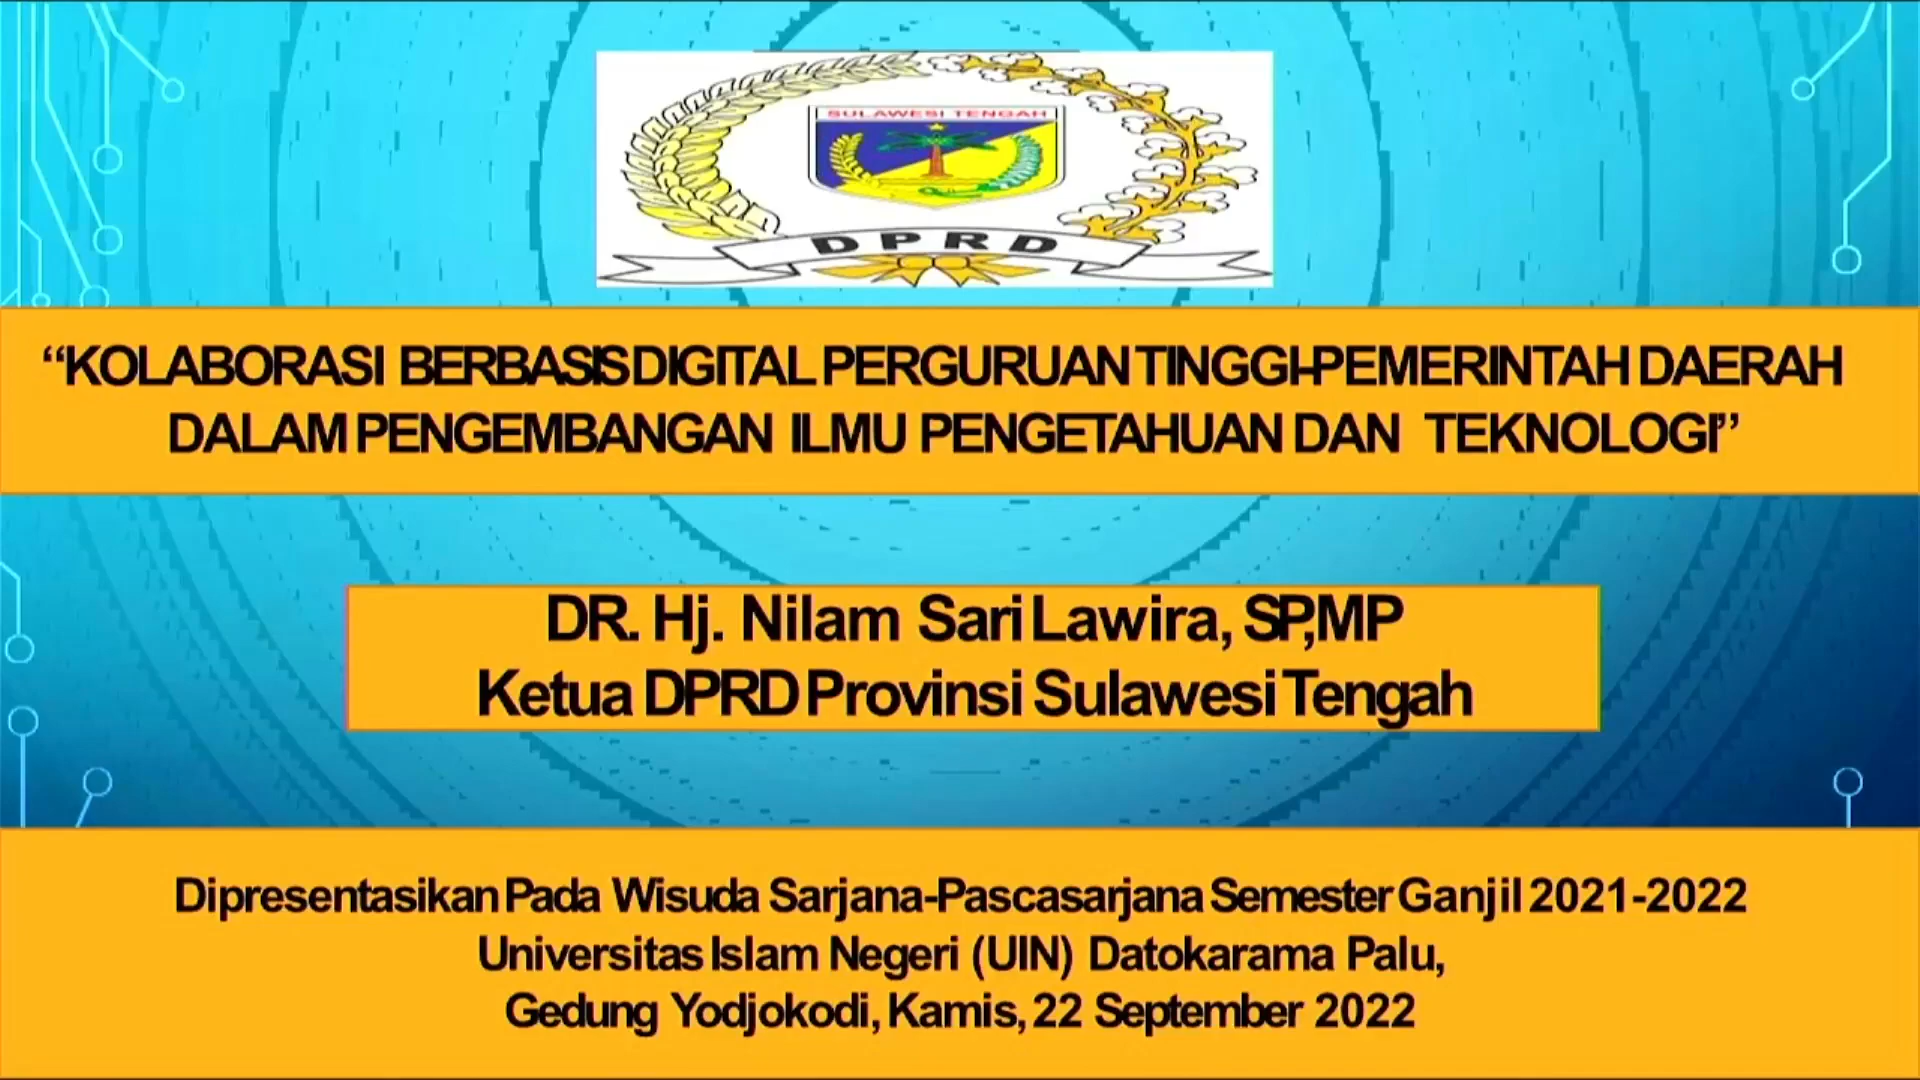 SULAWESI TENGAH
DPRD
“KOLABORASI BERBASIS DIGITAL PERGURUAN TINGGI-PEMERINTAH DAERAH
DALAM PENGEMBANGAN ILMU PENGETAHUAN DAN TEKNOLOGI”
DR. Hj. Nilam Sari Lawira, SP,MP
Ketua DPRD Provinsi Sulawesi Tengah
Dipresentasikan Pada Wisuda Sarjana-Pascasarjana Semester Ganjil 2021-2022
Universitas Islam Negeri (UIN) Datokarama Palu,
Gedung Yodjokodi, Kamis, 22 September 2022